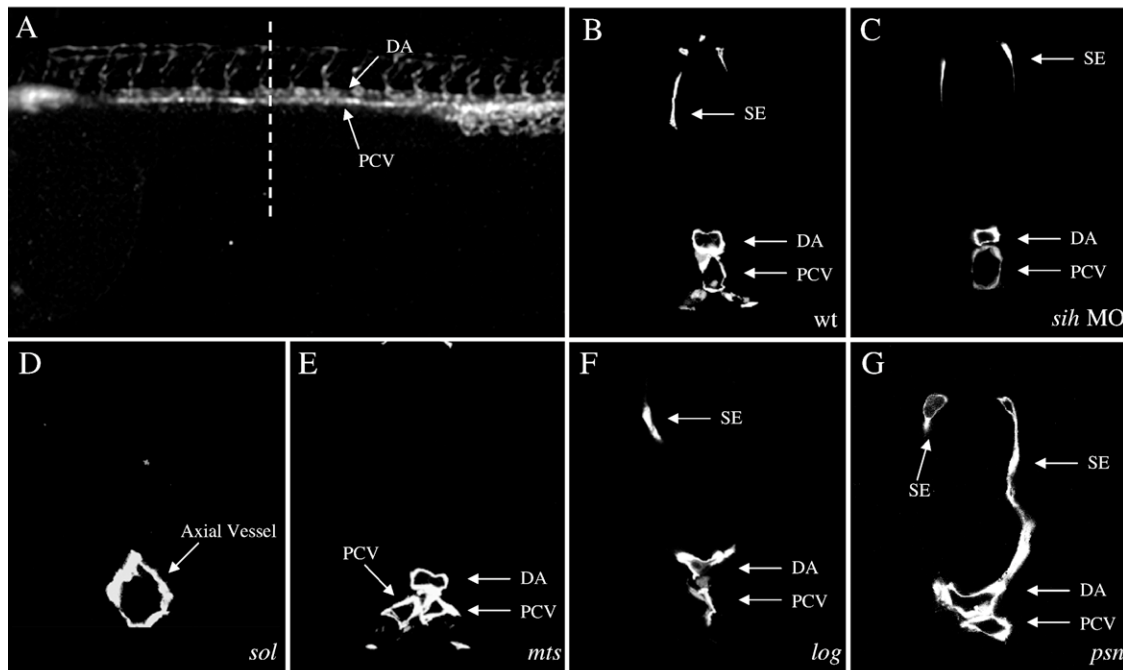 A
DA
PCV
B
SE
DA
PCV
wt
C
SE
DA
PCV
sih MO
D
Axial Vessel
sol
E
PCV
DA
PCV
mts
F
SE
DA
PCV
log
G
SE
SE
DA
PCV
psn